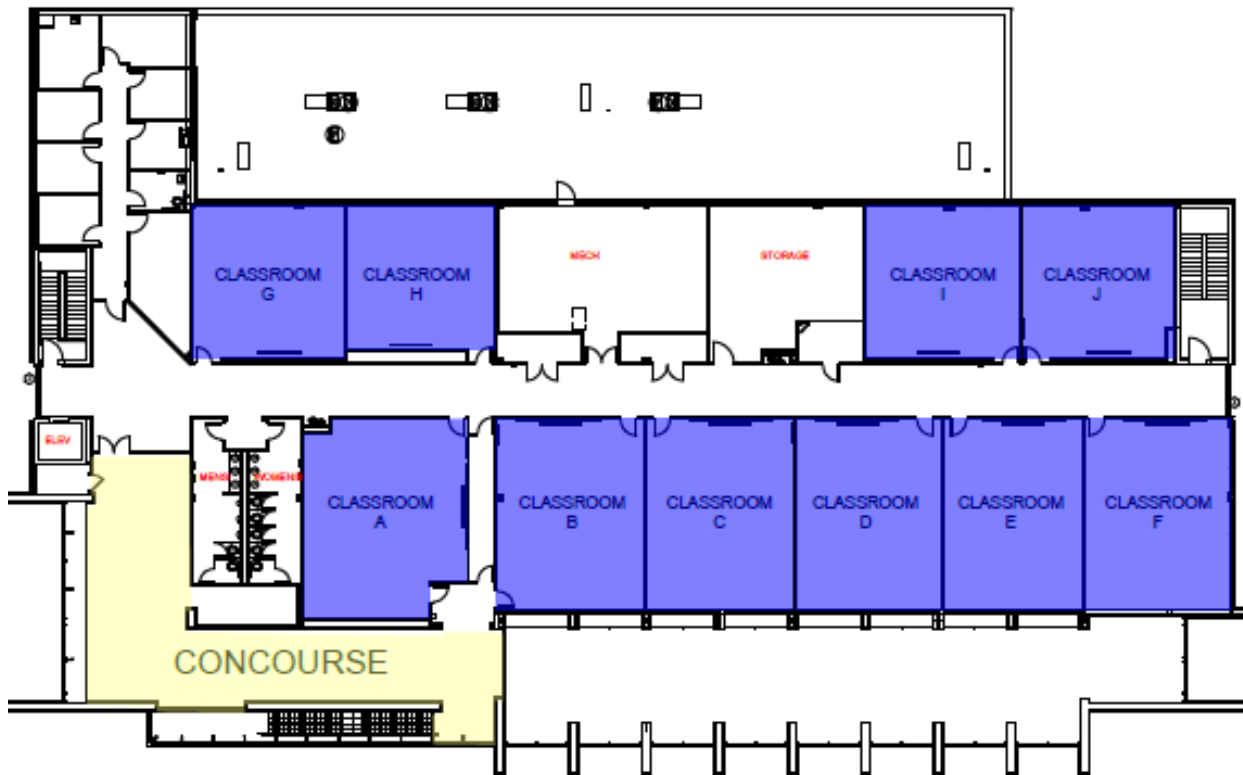 CLASSROOM
G
CLASSROOM
H
MECH
STORAGE
CLASSROOM
I
CLASSROOM
J
ELEV
MENS
WOMENS
CLASSROOM
A
CLASSROOM
B
CLASSROOM
C
CLASSROOM
D
CLASSROOM
E
CLASSROOM
F
CONCOURSE